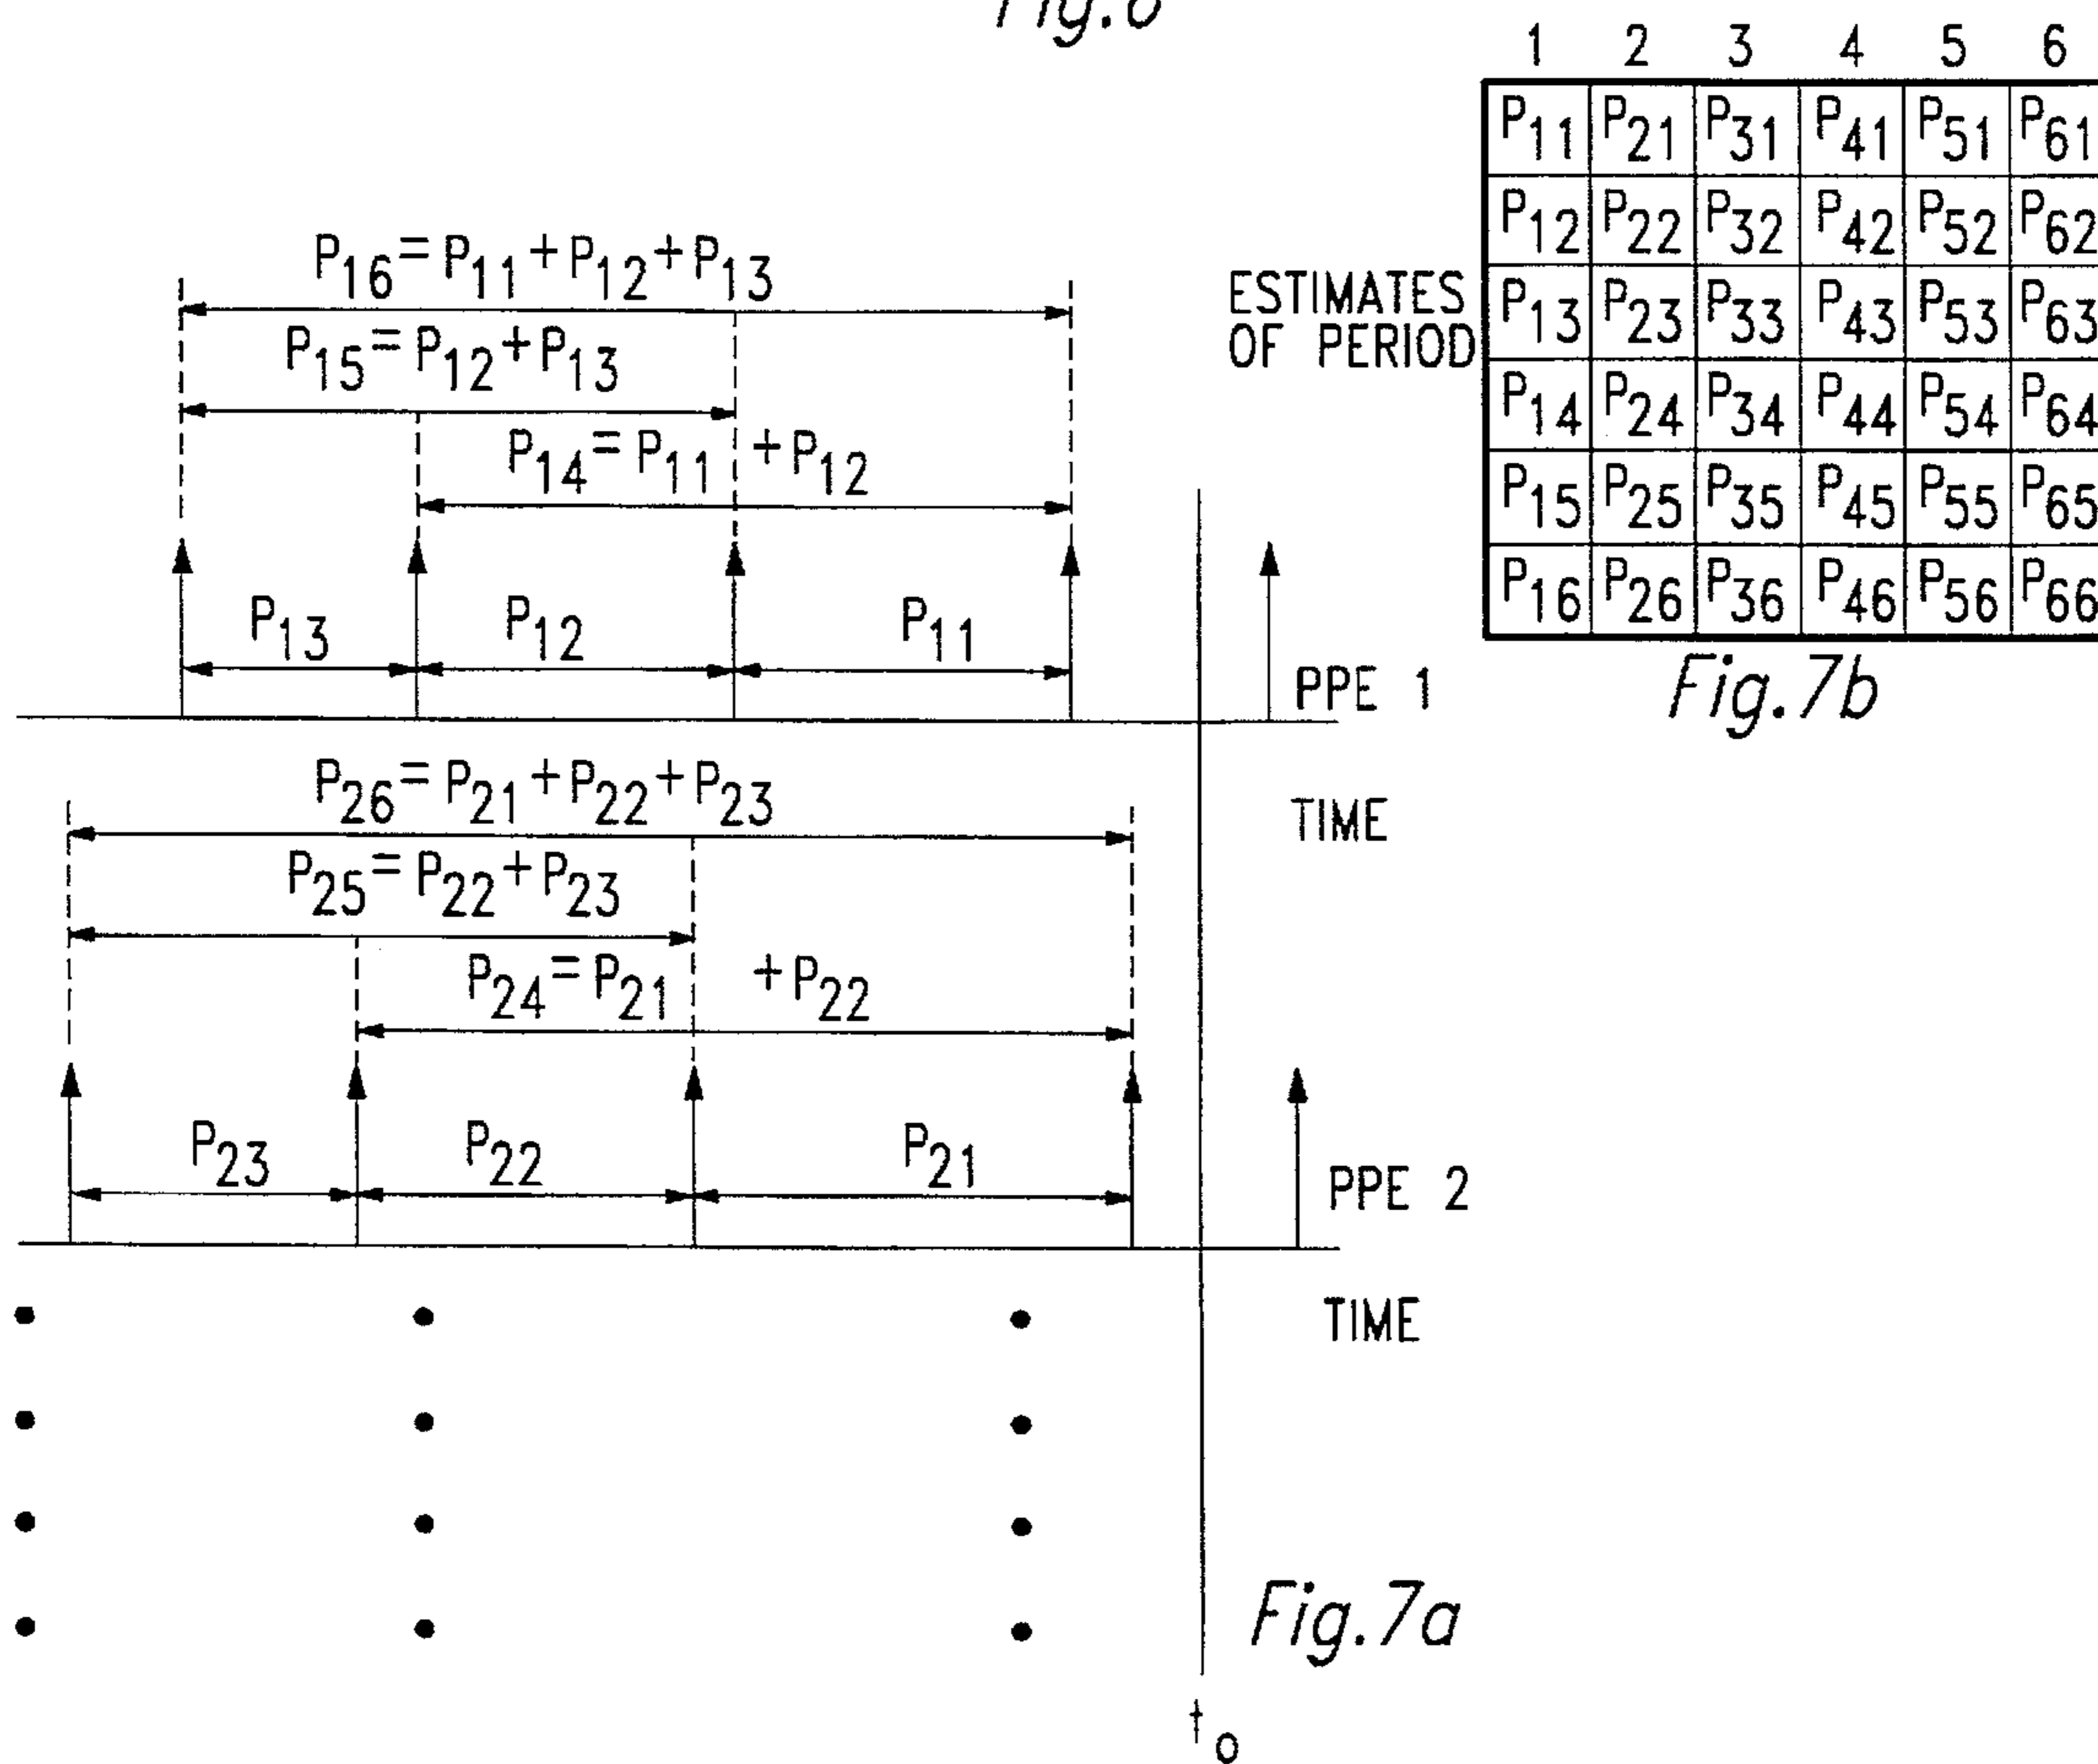 Fig.6
1 2 3 4 5 6
P11 P21 P31 P41 P51 P61
P12 P22 P32 P42 P52 P62
P13 P23 P33 P43 P53 P63
P14 P24 P34 P44 P54 P64
P15 P25 P35 P45 P55 P65
P16 P26 P36 P46 P56 P66
ESTIMATES
OF PERIOD
Fig.7b
P16=P11+P12+P13
P15=P12+P13
P14=P11 +P12
P13 P12 P11
PPE 1
TIME
P26=P21+P22+P23
P25=P22+P23
P24=P21 +P22
P23 P22 P21
PPE 2
TIME
Fig.7a
to